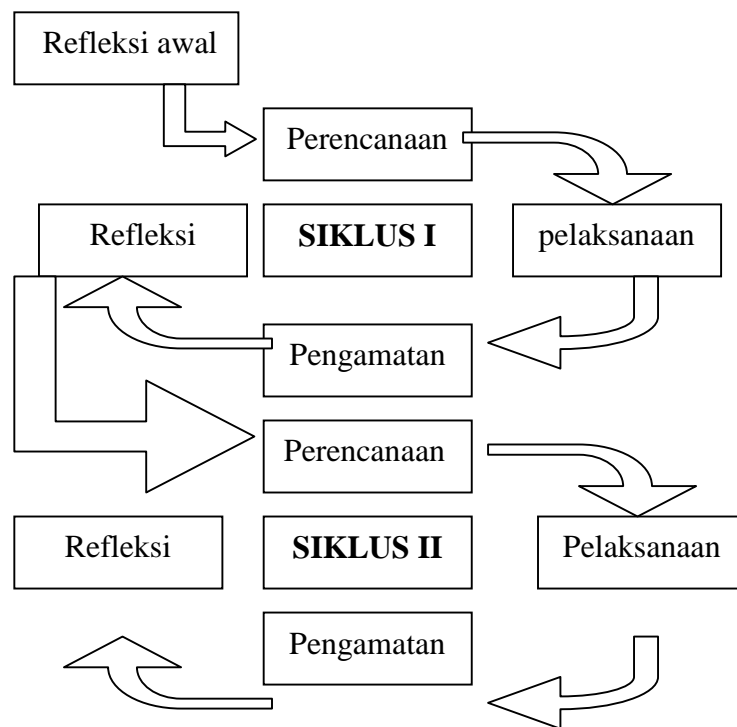 Refleksi awal
Perencanaan
Refleksi
SIKLUS I
pelaksanaan
Pengamatan
Perencanaan
Refleksi
SIKLUS II
Pelaksanaan
Pengamatan